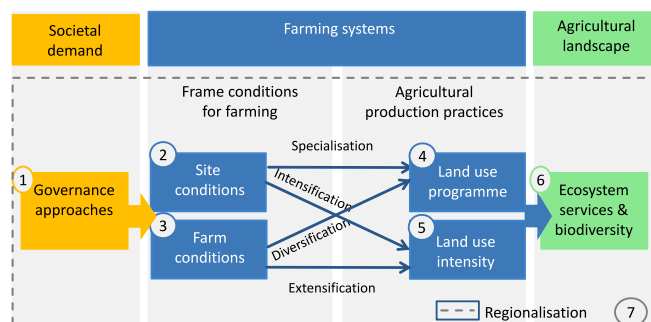 Societal
demand
Farming systems
Agricultural
landscape
Frame conditions
for farming
Agricultural
production practices
1
Governance
approaches
2
Site
conditions
3
Farm
conditions
Specialisation
Intensification
Diversification
Extensification
4
Land use
programme
5
Land use
intensity
6
Ecosystem
services &
biodiversity
Regionalisation
7